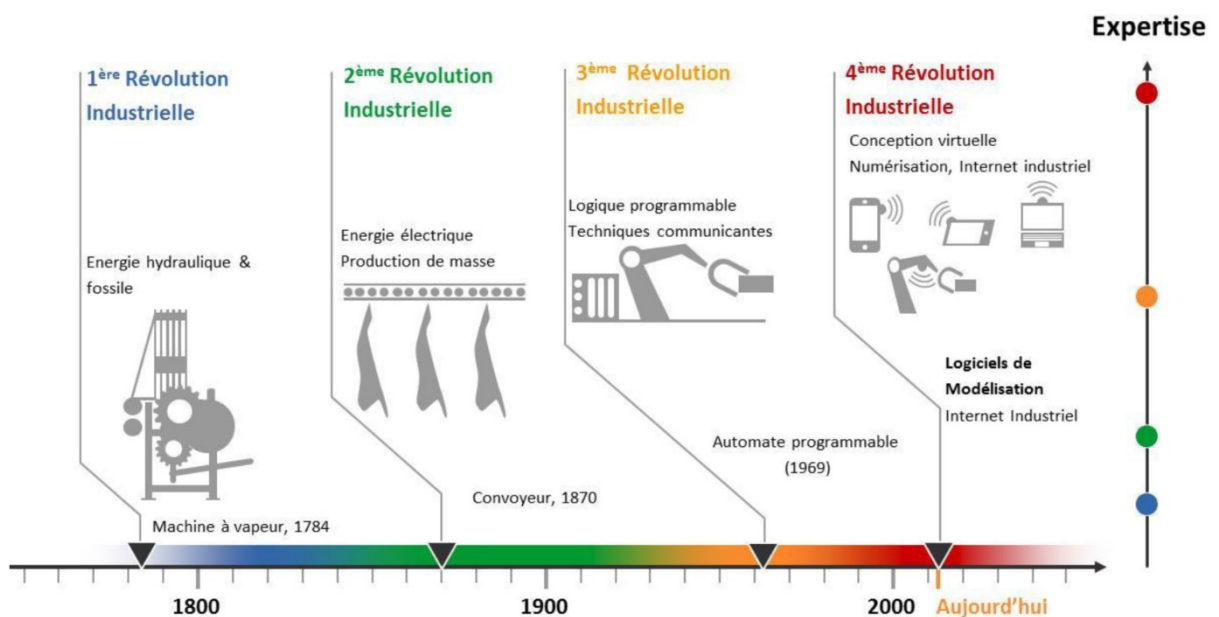 Expertise
1ère Révolution
Industrielle
2ème Révolution
Industrielle
3ème Révolution
Industrielle
4ème Révolution
Industrielle
Conception virtuelle
Numérisation, Internet industriel
Logique programmable
Techniques communicantes
Energie électrique
Production de masse
Energie hydraulique &
fossile
Logiciels de
Modélisation
Internet Industriel
Automate programmable
(1969)
Convoyeur, 1870
Machine à vapeur, 1784
1800
1900
2000
Aujourd'hui